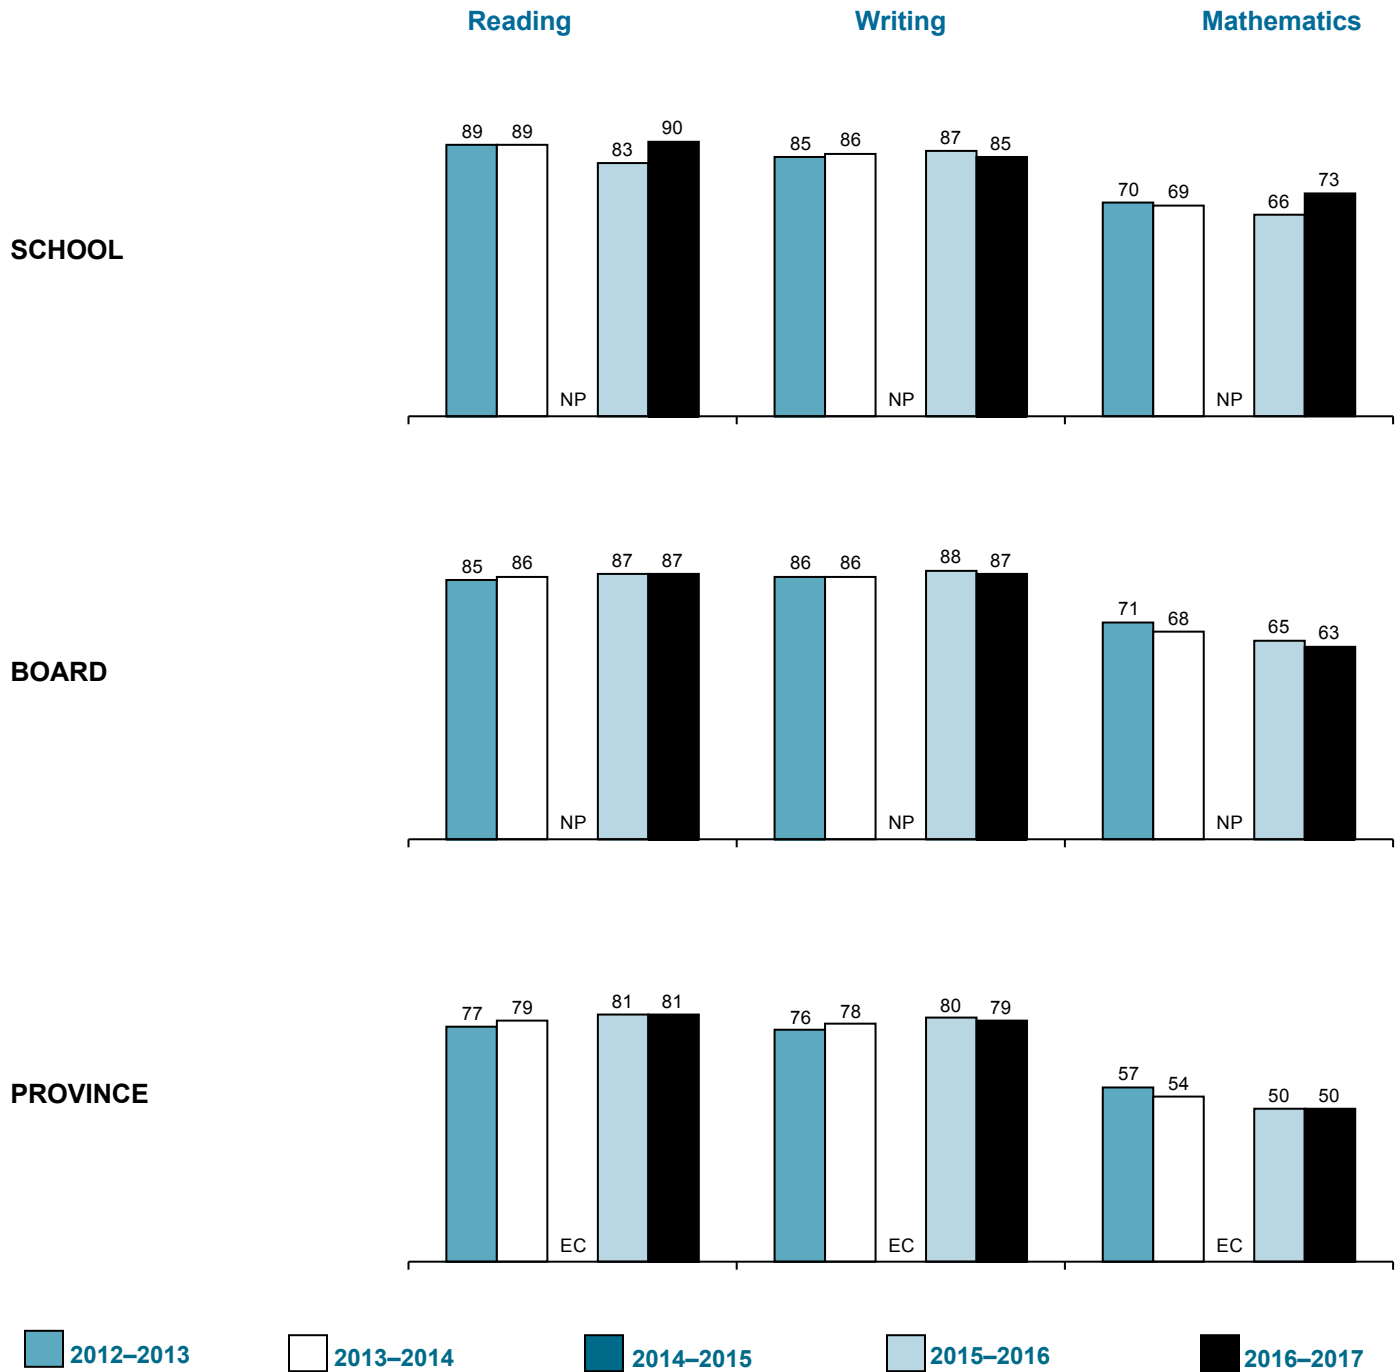 Reading Writing Mathematics
SCHOOL
89 89 NP 83 90 85 86 NP 87 85 70 69 NP 66 73
BOARD
85 86 NP 87 87 86 86 NP 88 87 71 68 NP 65 63
PROVINCE
77 79 EC 81 81 76 78 EC 80 79 57 54 EC 50 50
2012–2013 2013–2014 2014–2015 2015–2016 2016–2017